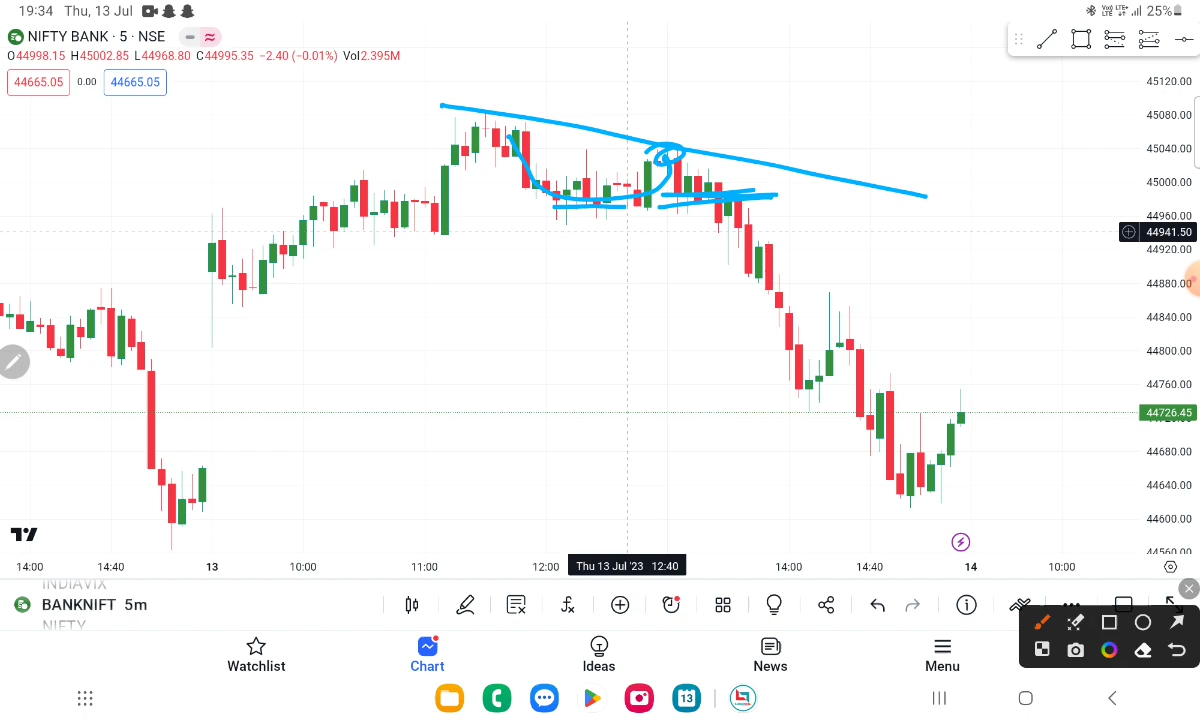 19:34 Thu, 13 Jul 25%
NIFTY BANK · 5 · NSE
O44998.15 H45002.85 L44968.80 C44995.35 −2.40 (−0.01%) Vol2.395M
44665.05 0.00 44665.05
45120.00
45080.00
45040.00
45000.00
44960.00
44941.50
44920.00
44880.00
44840.00
44800.00
44760.00
44726.45
44680.00
44640.00
44600.00
44560.00
14:00 14:40 13 10:00 11:00 12:00 Thu 13 Jul '23 12:40 14:00 14:40 14 10:00
INDIAVIX
BANKNIFT 5m
NIFTY
Watchlist Chart Ideas News Menu
13